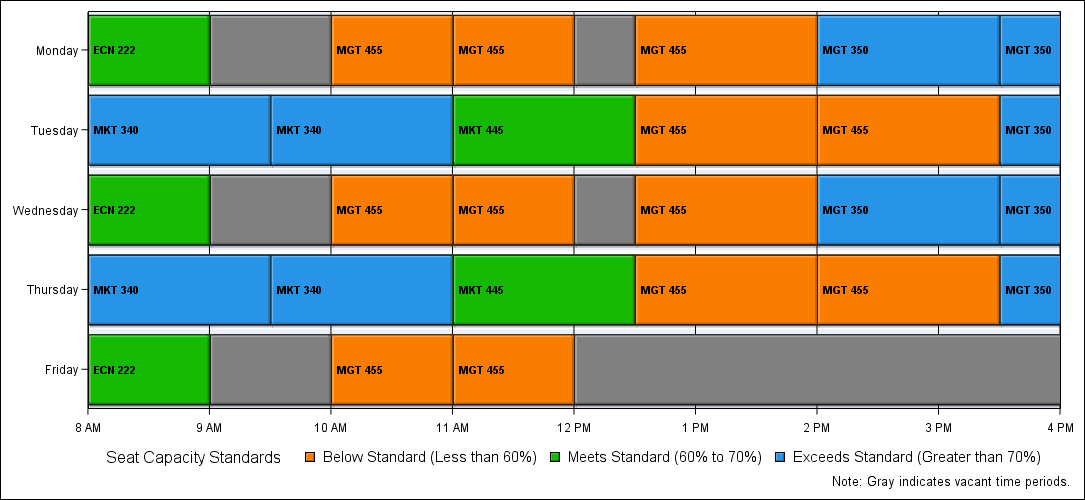 Monday
ECN 222
MGT 455
MGT 455
MGT 455
MGT 350
MGT 350
Tuesday
MKT 340
MKT 340
MKT 445
MGT 455
MGT 455
MGT 350
Wednesday
ECN 222
MGT 455
MGT 455
MGT 455
MGT 350
MGT 350
Thursday
MKT 340
MKT 340
MKT 445
MGT 455
MGT 455
MGT 350
Friday
ECN 222
MGT 455
MGT 455
8 AM 9 AM 10 AM 11 AM 12 PM 1 PM 2 PM 3 PM 4 PM
Seat Capacity Standards Below Standard (Less than 60%) Meets Standard (60% to 70%) Exceeds Standard (Greater than 70%)
Note: Gray indicates vacant time periods.